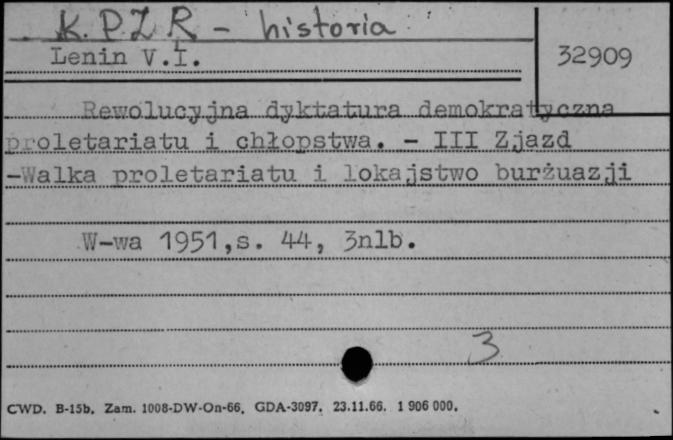 K.PZR - historia
Lenin V.I.
32909
Rewolucyjna dyktatura demokratyczna
proletariatu i chłopstwa. - III Zjazd
-Walka proletariatu i lokajstwo burżuazji
W-wa 1951,s. 44, 3nlb.
3
CWD. B-15b. Zam. 1008-DW-On-66. GDA-3097. 23.11.66. 1 906 000.